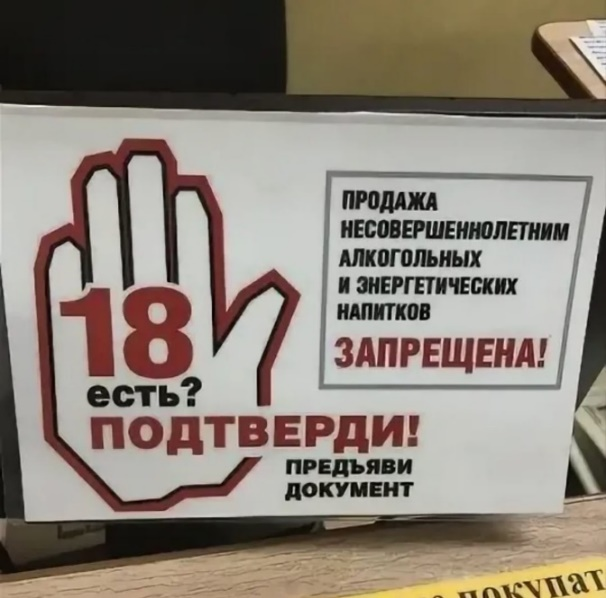 18
есть?
ПОДТВЕРДИ!
ПРЕДЪЯВИ
ДОКУМЕНТ
ПРОДАЖА
НЕСОВЕРШЕННОЛЕТНИМ
АЛКОГОЛЬНЫХ
И ЭНЕРГЕТИЧЕСКИХ
НАПИТКОВ
ЗАПРЕЩЕНА!